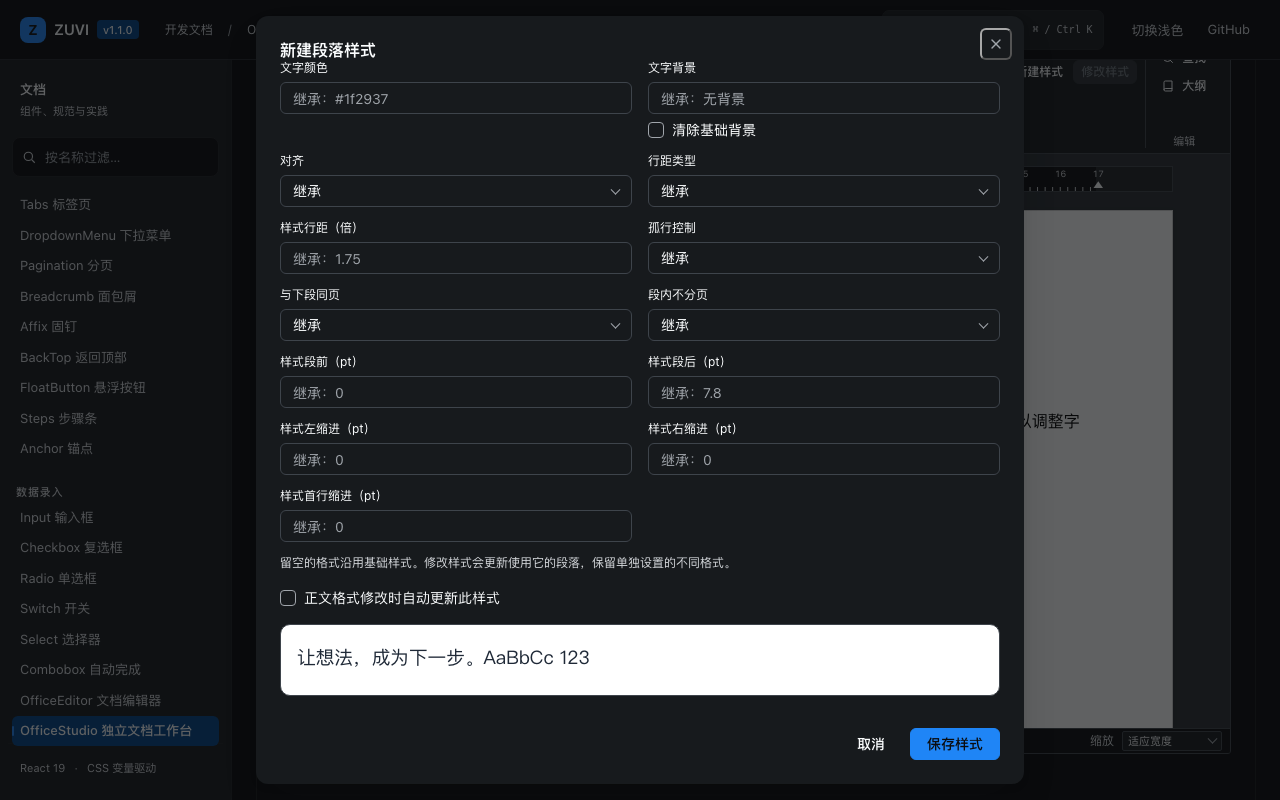 Z ZUVI v1.1.0 开发文档 / O
⌘ / Ctrl K 切换浅色 GitHub
文档
组件、规范与实践
按名称过滤...
Tabs 标签页
DropdownMenu 下拉菜单
Pagination 分页
Breadcrumb 面包屑
Affix 固钉
BackTop 返回顶部
FloatButton 悬浮按钮
Steps 步骤条
Anchor 锚点
数据录入
Input 输入框
Checkbox 复选框
Radio 单选框
Switch 开关
Select 选择器
Combobox 自动完成
OfficeEditor 文档编辑器
OfficeStudio 独立文档工作台
React 19 · CSS 变量驱动
新建段落样式
文字颜色 文字背景
继承：#1f2937 继承：无背景
清除基础背景
对齐 行距类型
继承 继承
样式行距（倍） 孤行控制
继承：1.75 继承
与下段同页 段内不分页
继承 继承
样式段前（pt） 样式段后（pt）
继承：0 继承：7.8
样式左缩进（pt） 样式右缩进（pt）
继承：0 继承：0
样式首行缩进（pt）
继承：0
留空的格式沿用基础样式。修改样式会更新使用它的段落，保留单独设置的不同格式。
正文格式修改时自动更新此样式
让想法，成为下一步。AaBbCc 123
取消 保存样式
建样式 修改样式
大纲
编辑
16 17
调整字
缩放 适应宽度